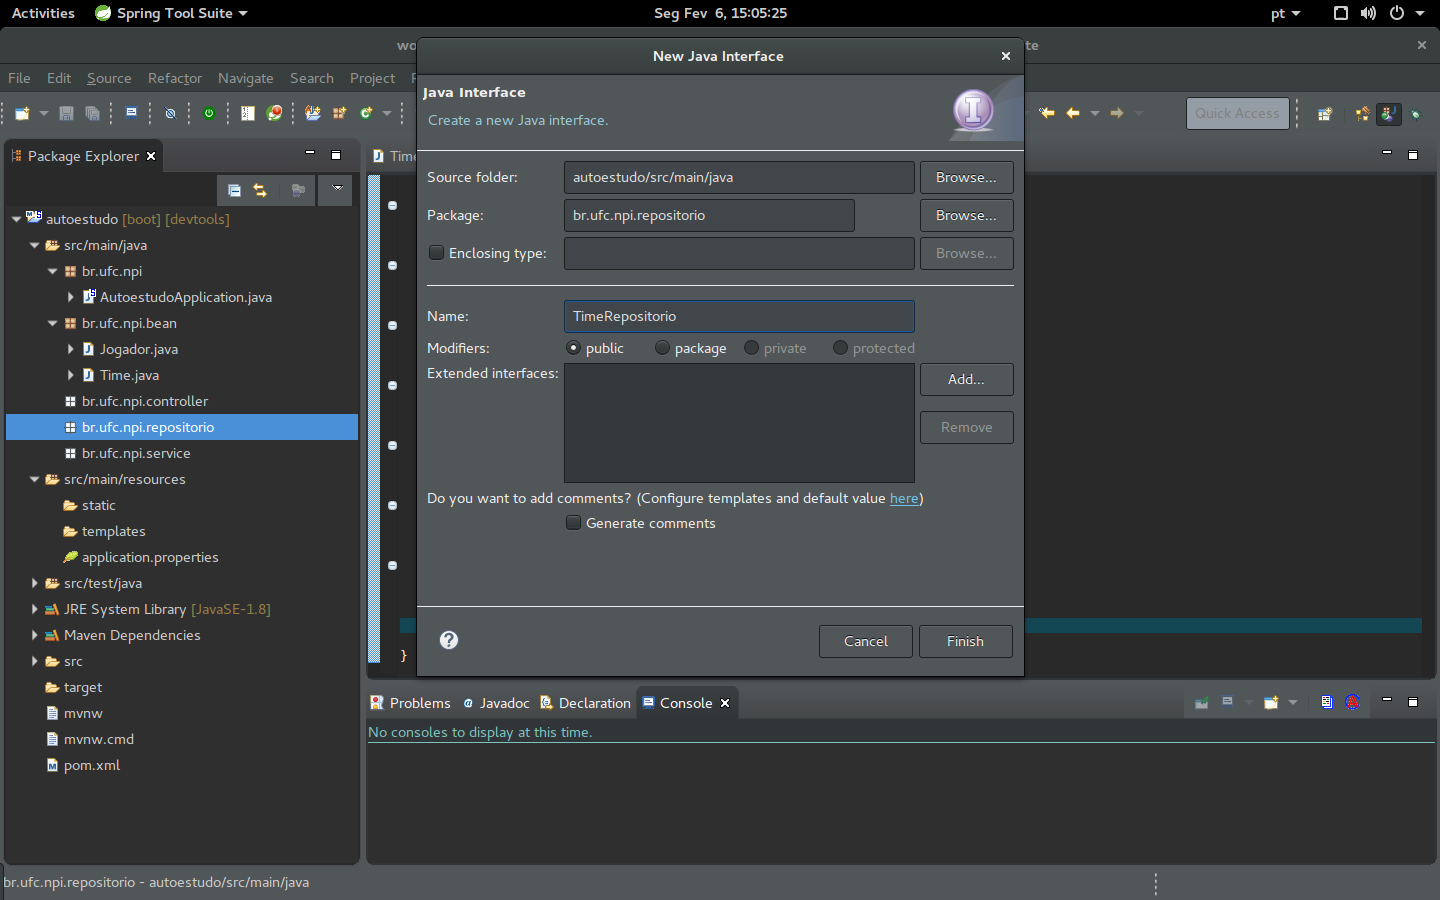 Activities Spring Tool Suite Seg Fev 6, 15:05:25 pt
wo New Java Interface te
File Edit Source Refactor Navigate Search Project
Java Interface
Create a new Java interface.
Quick Access
Package Explorer
Time
Source folder: autoestudo/src/main/java Browse...
Package: br.ufc.npi.repositorio Browse...
Enclosing type: Browse...
Name: TimeRepositorio
Modifiers: public package private protected
Extended interfaces: Add...
Remove
Do you want to add comments? (Configure templates and default value here)
Generate comments
Cancel Finish
autoestudo [boot] [devtools]
src/main/java
br.ufc.npi
AutoestudoApplication.java
br.ufc.npi.bean
Jogador.java
Time.java
br.ufc.npi.controller
br.ufc.npi.repositorio
br.ufc.npi.service
src/main/resources
static
templates
application.properties
src/test/java
JRE System Library [JavaSE-1.8]
Maven Dependencies
src
target
mvnw
mvnw.cmd
pom.xml
}
Problems Javadoc Declaration Console
No consoles to display at this time.
br.ufc.npi.repositorio - autoestudo/src/main/java